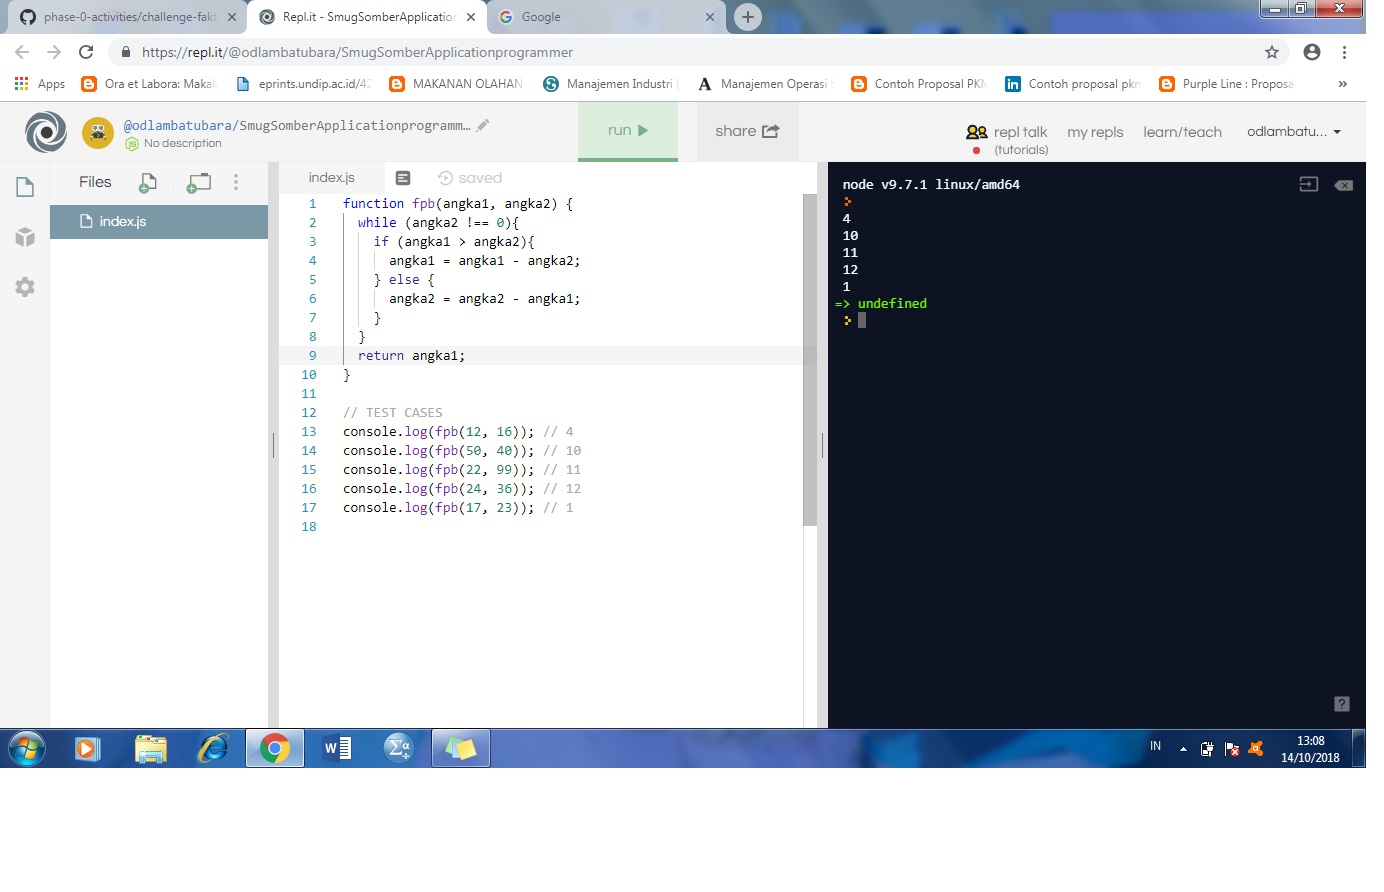 phase-0-activities/challenge-fakt
Repl.it - SmugSomberApplication
Google
https://repl.it/@odlambatubara/SmugSomberApplicationprogrammer
Apps
Ora et Labora: Makal
eprints.undip.ac.id/42
MAKANAN OLAHAN
Manajemen Industri
Manajemen Operasi
Contoh Proposal PKM
Contoh proposal pkm
Purple Line : Proposa
»
@odlambatubara/SmugSomberApplicationprogramm...
No description
run
share
repl talk
(tutorials)
my repls
learn/teach
odlambatu...
Files
index.js
index.js
saved
1 function fpb(angka1, angka2) {
2 while (angka2 !== 0){
3 if (angka1 > angka2){
4 angka1 = angka1 - angka2;
5 } else {
6 angka2 = angka2 - angka1;
7 }
8 }
9 return angka1;
10 }
11
12 // TEST CASES
13 console.log(fpb(12, 16)); // 4
14 console.log(fpb(50, 40)); // 10
15 console.log(fpb(22, 99)); // 11
16 console.log(fpb(24, 36)); // 12
17 console.log(fpb(17, 23)); // 1
18
node v9.7.1 linux/amd64
4
10
11
12
1
=> undefined
?
IN
13:08
14/10/2018